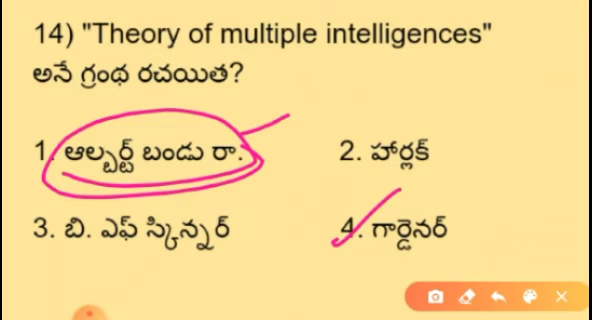 14) "Theory of multiple intelligences"
అనే గ్రంథ రచయిత?
1. ఆల్బర్ట్ బండు రా.
2. హార్లక్
3. బి. ఎఫ్ స్కిన్నర్
4. గార్డెనర్